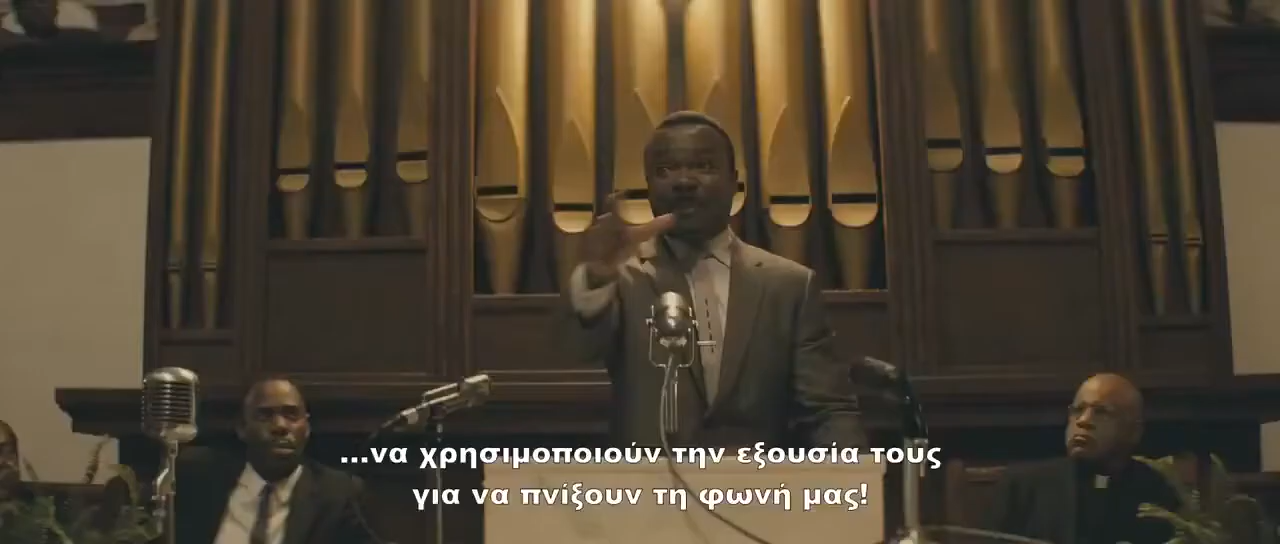 ...να χρησιμοποιούν την εξουσία τους
για να πνίξουν τη φωνή μας!